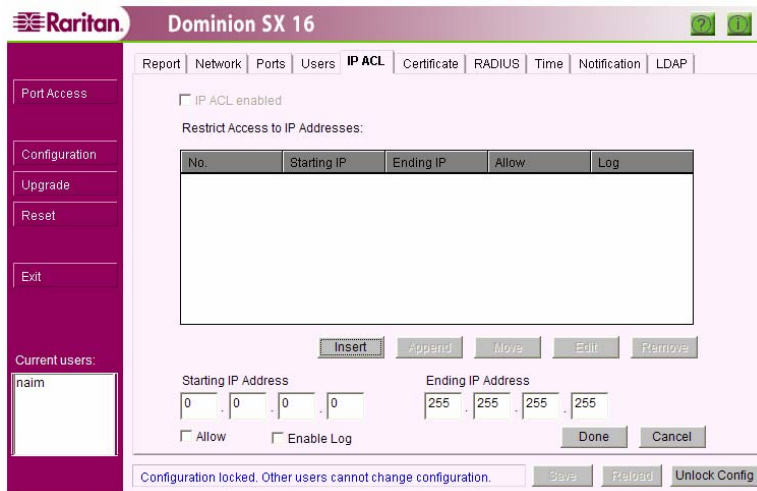 Raritan.
Dominion SX 16
?
i
Report Network Ports Users IP ACL Certificate RADIUS Time Notification LDAP
Port Access
Configuration
Upgrade
Reset
Exit
Current users:
naim
IP ACL enabled
Restrict Access to IP Addresses:
No. Starting IP Ending IP Allow Log
Insert Append Move Edit Remove
Starting IP Address Ending IP Address
0 . 0 . 0 . 0 255 . 255 . 255 . 255
Allow Enable Log Done Cancel
Configuration locked. Other users cannot change configuration. Save Reload Unlock Config